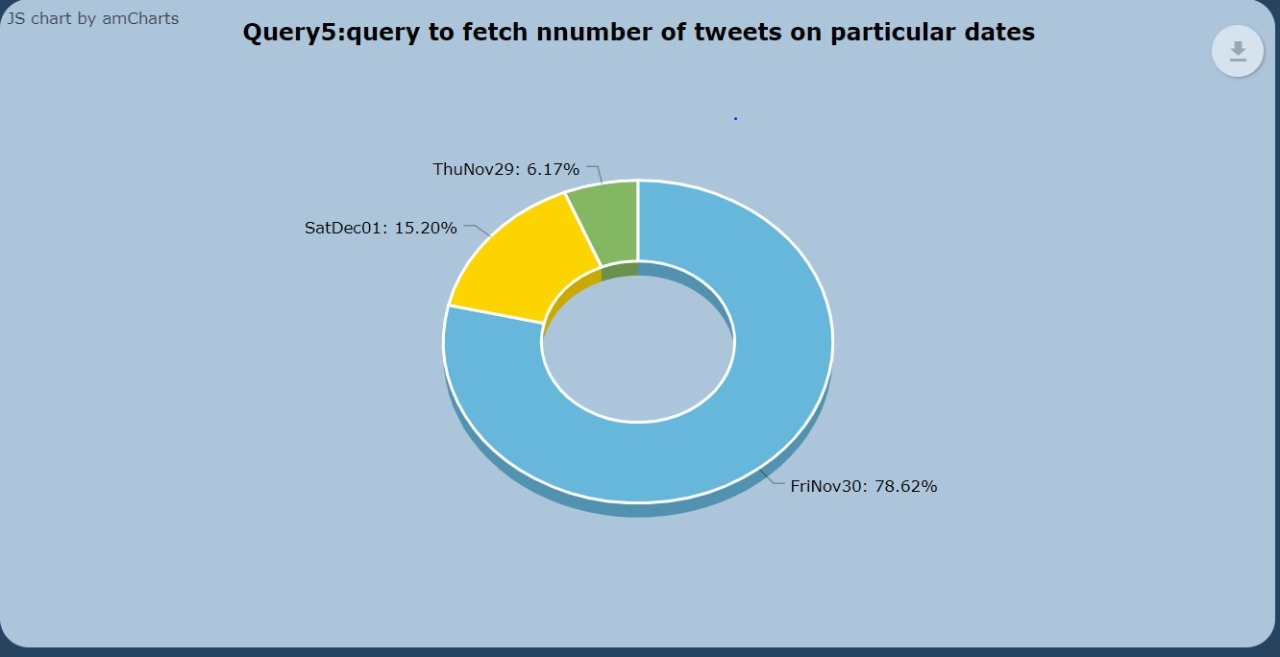 JS chart by amCharts
Query5:query to fetch nnumber of tweets on particular dates
ThuNov29: 6.17%
SatDec01: 15.20%
FriNov30: 78.62%